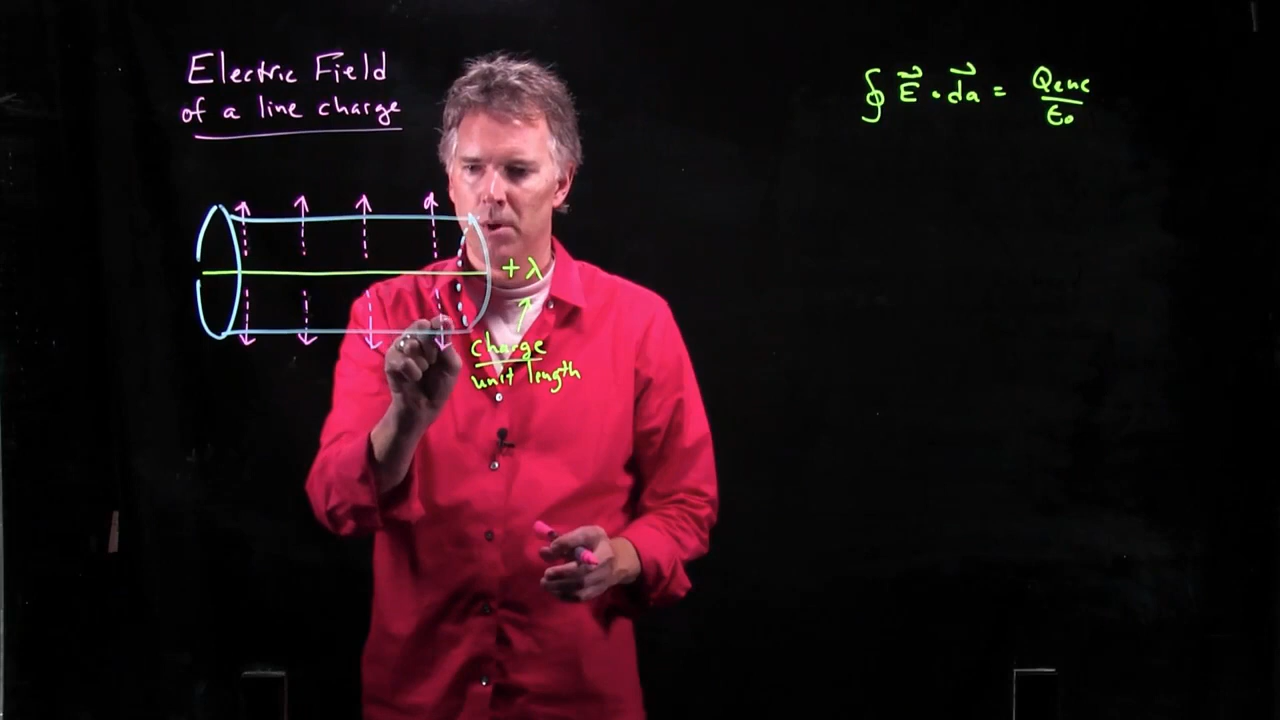 Electric Field
of a line charge
∮ E⃗ • da⃗ = Qenc/ε₀
+ λ
charge
unit length